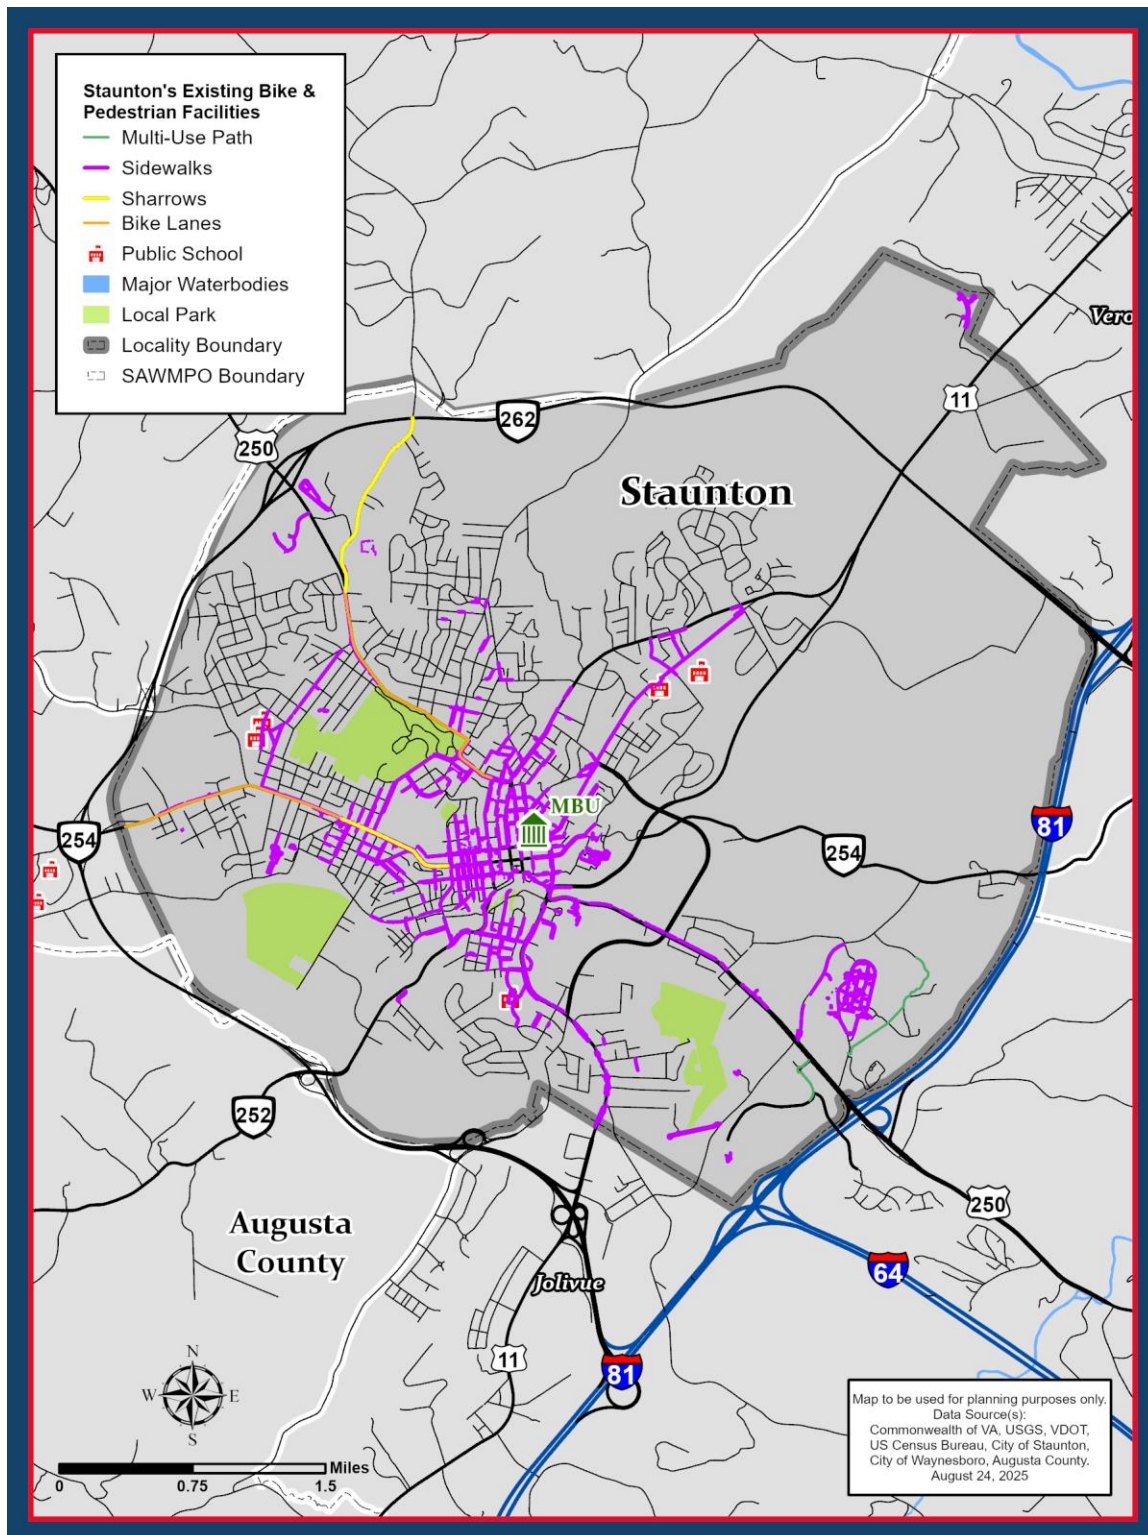 Staunton's Existing Bike &
Pedestrian Facilities
Multi-Use Path
Sidewalks
Sharrows
Bike Lanes
Public School
Major Waterbodies
Local Park
Locality Boundary
SAWMPO Boundary
Vero
11
262
250
Staunton
MBU
81
254
254
252
250
Augusta
County
64
Jolivue
11
81
N
W E
S
Miles
0 0.75 1.5
Map to be used for planning purposes only.
Data Source(s):
Commonwealth of VA, USGS, VDOT,
US Census Bureau, City of Staunton,
City of Waynesboro, Augusta County.
August 24, 2025